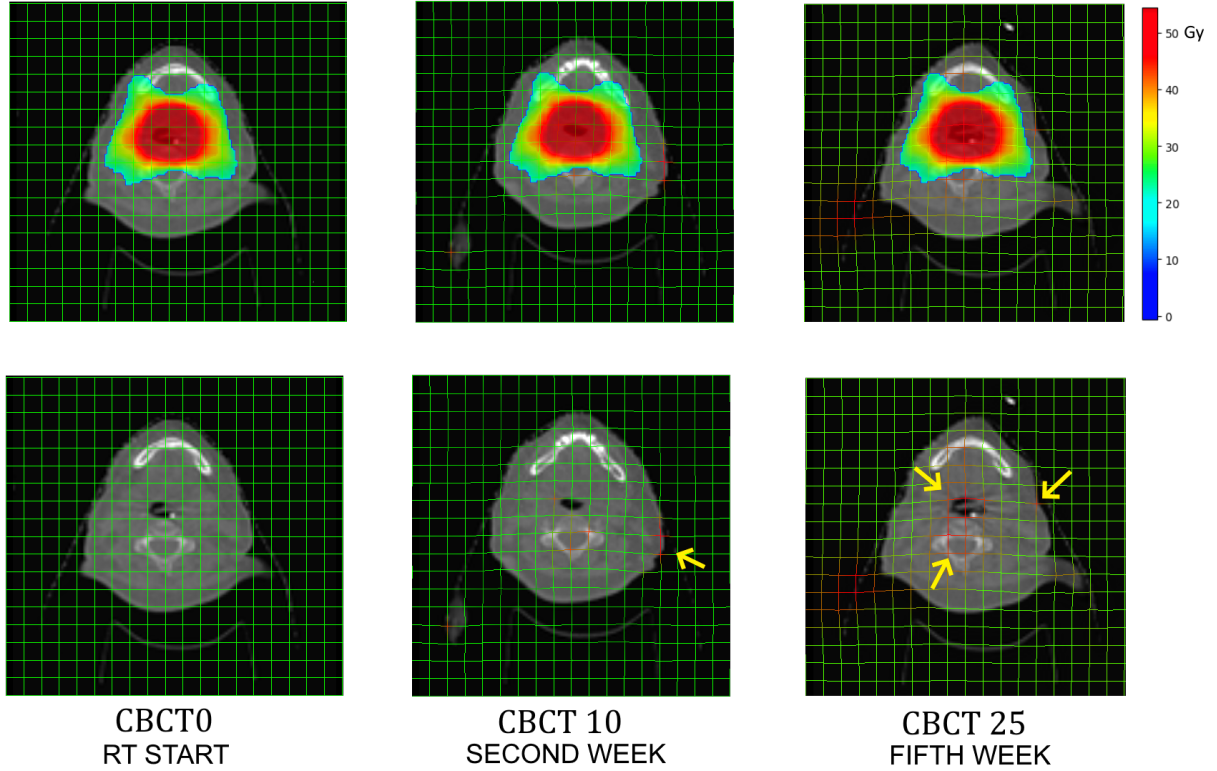 50 Gy
40
30
20
10
0
CBCT0
RT START
CBCT 10
SECOND WEEK
CBCT 25
FIFTH WEEK